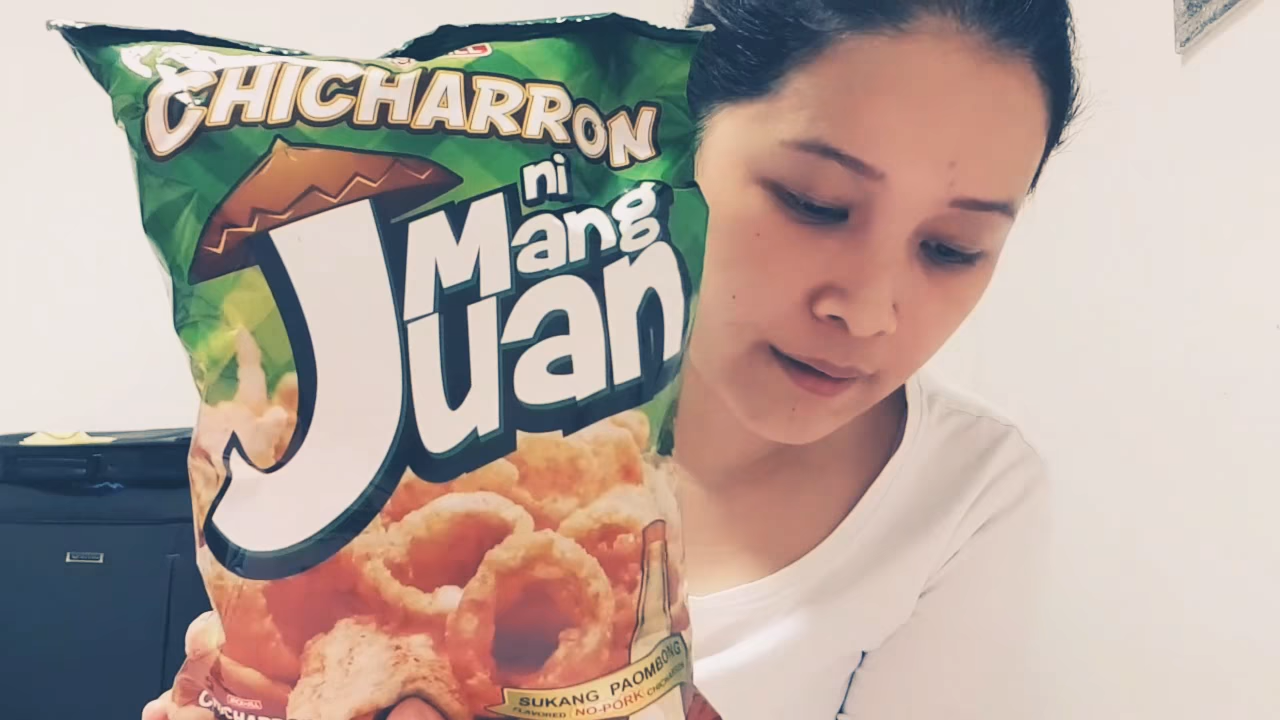 CHICHARRON
ni
Mang
Juan
SUKANG PAOMBONG
FLAVORED NO-PORK CHICHARRON